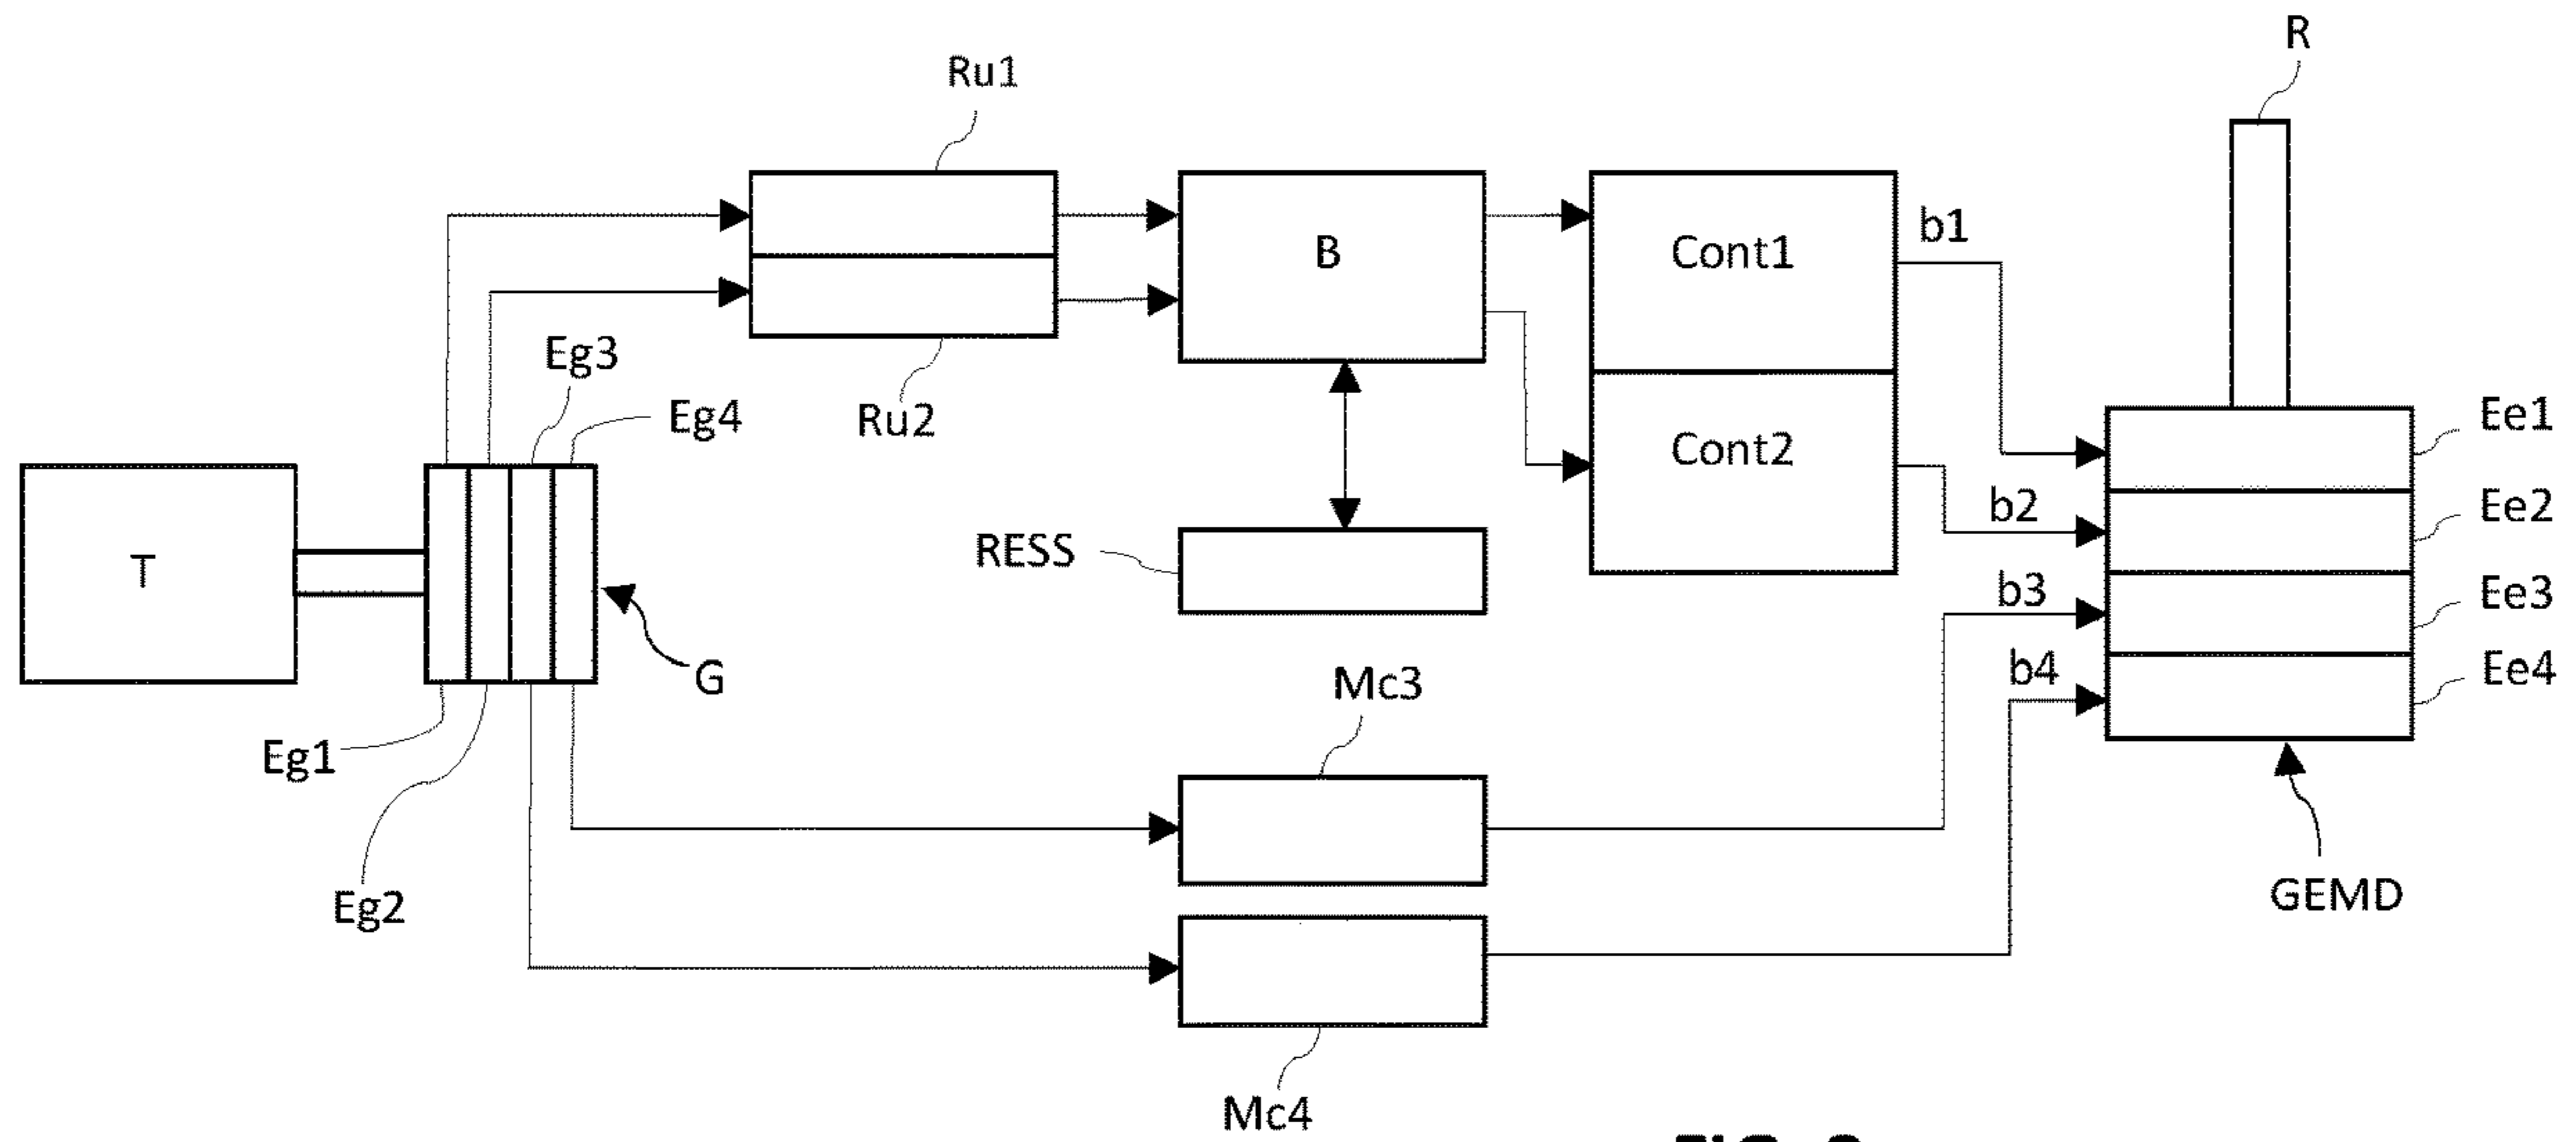 R
Ru1
b1
B
Cont1
Eg3
Eg4
Ru2
Ee1
Cont2
b2
Ee2
RESS
T
b3
Ee3
G
Mc3
b4
Ee4
Eg1
Eg2
GEMD
Mc4